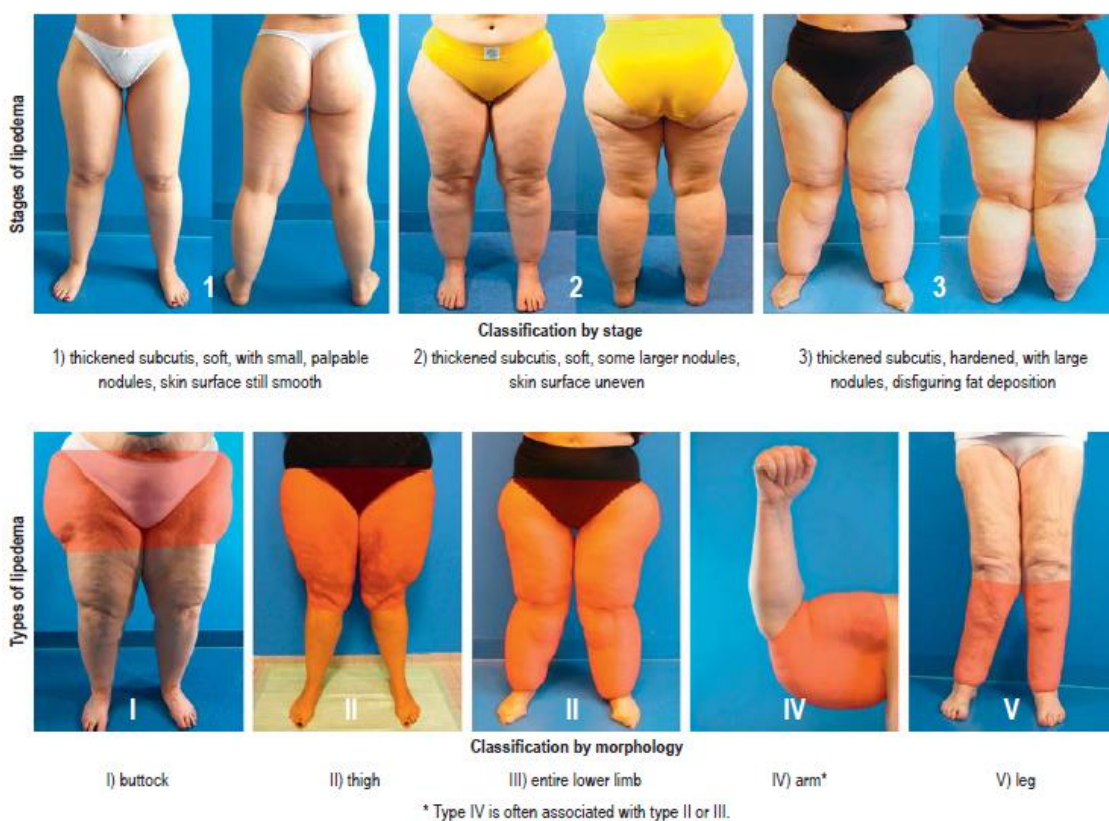 Stages of lipedema
1
2
3
Classification by stage
1) thickened subcutis, soft, with small, palpable
nodules, skin surface still smooth
2) thickened subcutis, soft, some larger nodules,
skin surface uneven
3) thickened subcutis, hardened, with large
nodules, disfiguring fat deposition
Types of lipedema
I
II
II
IV
V
Classification by morphology
I) buttock
II) thigh
III) entire lower limb
IV) arm*
V) leg
* Type IV is often associated with type II or III.